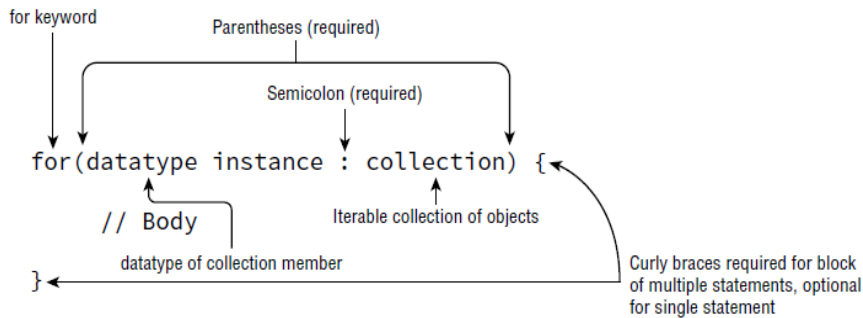 for keyword
Parentheses (required)
Semicolon (required)
for(datatype instance : collection) {
// Body
Iterable collection of objects
datatype of collection member
}
Curly braces required for block
of multiple statements, optional
for single statement